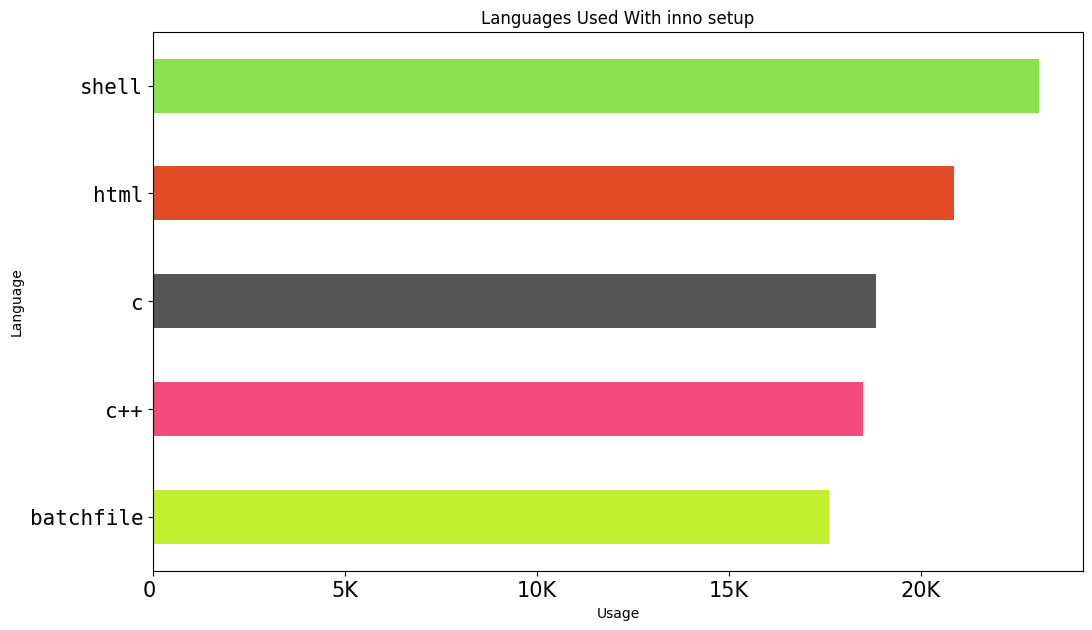 Languages Used With inno setup
shell
html
c
c++
batchfile
Language
0 5K 10K 15K 20K
Usage